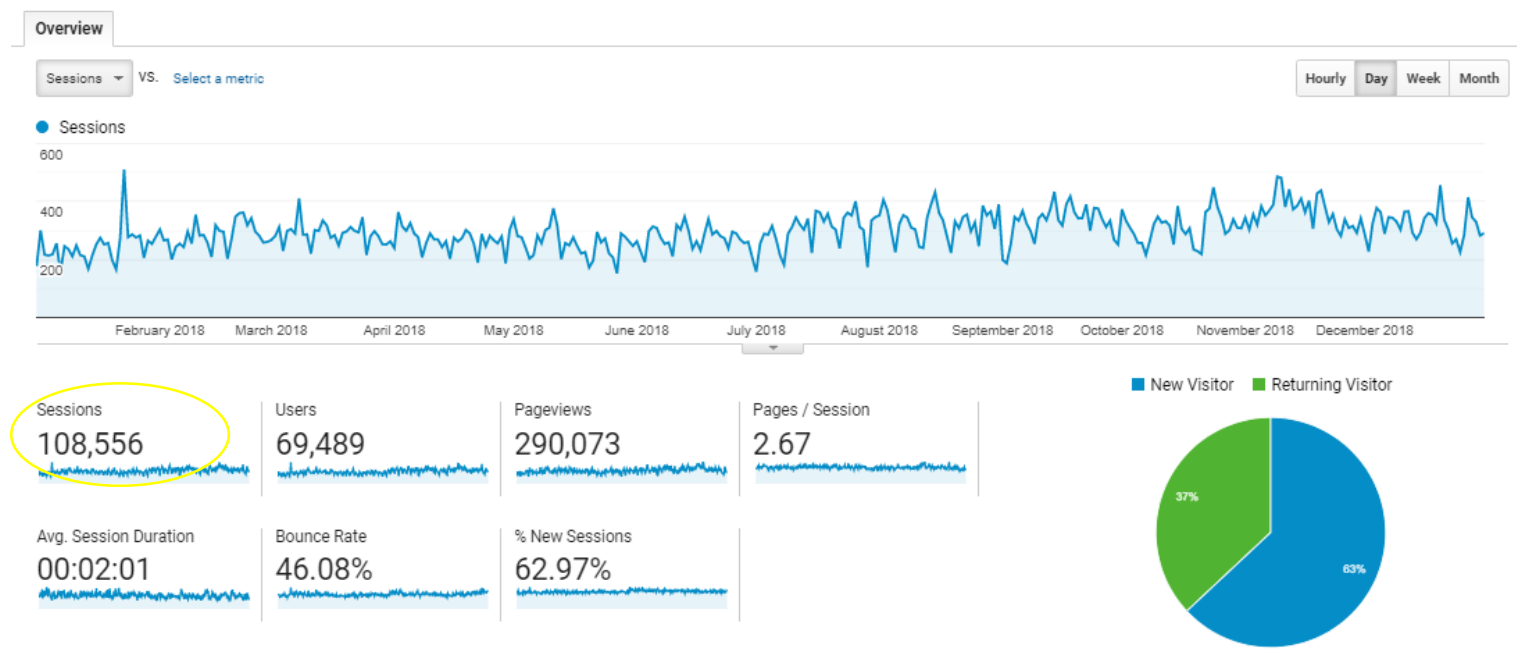 Overview
Sessions VS. Select a metric Hourly Day Week Month
Sessions
600
400
200
February 2018 March 2018 April 2018 May 2018 June 2018 July 2018 August 2018 September 2018 October 2018 November 2018 December 2018
New Visitor Returning Visitor
Sessions Users Pageviews Pages / Session
108,556 69,489 290,073 2.67
37%
Avg. Session Duration Bounce Rate % New Sessions
00:02:01 46.08% 62.97%
63%